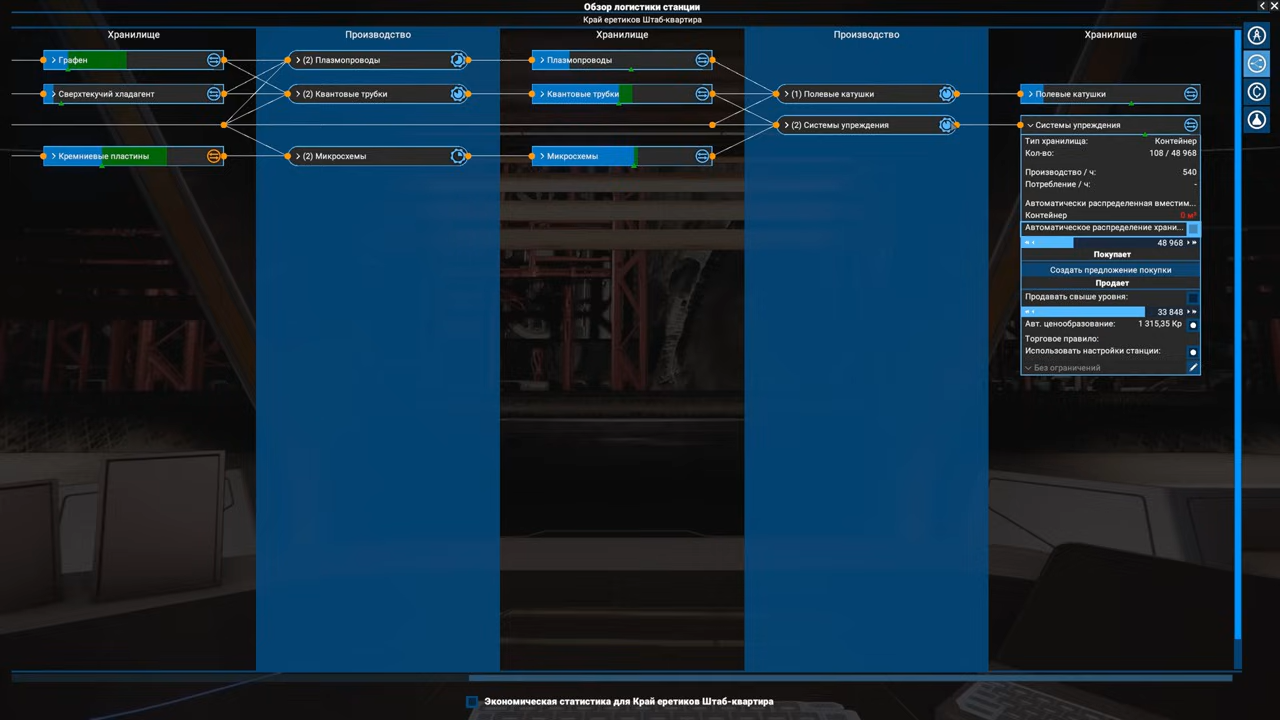 Обзор логистики станции
Край еретиков Штаб-квартира
Хранилище
Производство
Хранилище
Производство
Хранилище
Графен
(2) Плазмопроводы
Плазмопроводы
Сверхтекучий хладагент
(2) Квантовые трубки
Квантовые трубки
(1) Полевые катушки
Полевые катушки
(2) Системы упреждения
Системы упреждения
Кремниевые пластины
(2) Микросхемы
Микросхемы
Тип хранилища: Контейнер
Кол-во: 108 / 48 968
Производство / ч: 540
Потребление / ч: -
Автоматически распределенная вместим...
Контейнер 0 м³
Автоматическое распределение храни...
48 968
Покупает
Создать предложение покупки
Продает
Продавать свыше уровня:
33 848
Авт. ценообразование: 1 315,35 Кр
Торговое правило:
Использовать настройки станции:
Без ограничений
Экономическая статистика для Край еретиков Штаб-квартира